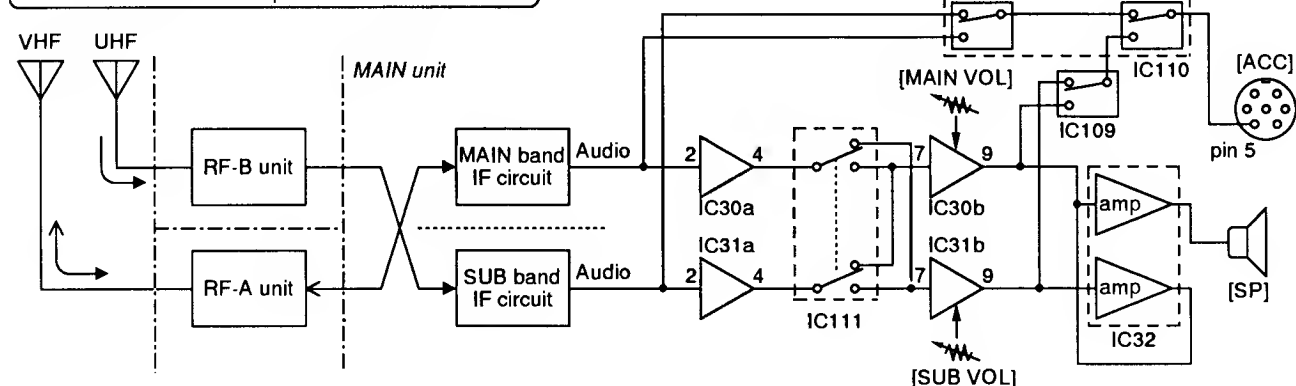 VHF UHF
MAIN unit
[MAIN VOL]
IC110
[ACC]
IC109
pin 5
RF-B unit
MAIN band
IF circuit
Audio
2 4
IC30a
7 9
IC30b
amp
RF-A unit
SUB band
IF circuit
Audio
2 4
IC31a
7 9
IC31b
amp
[SP]
IC111
IC32
[SUB VOL]